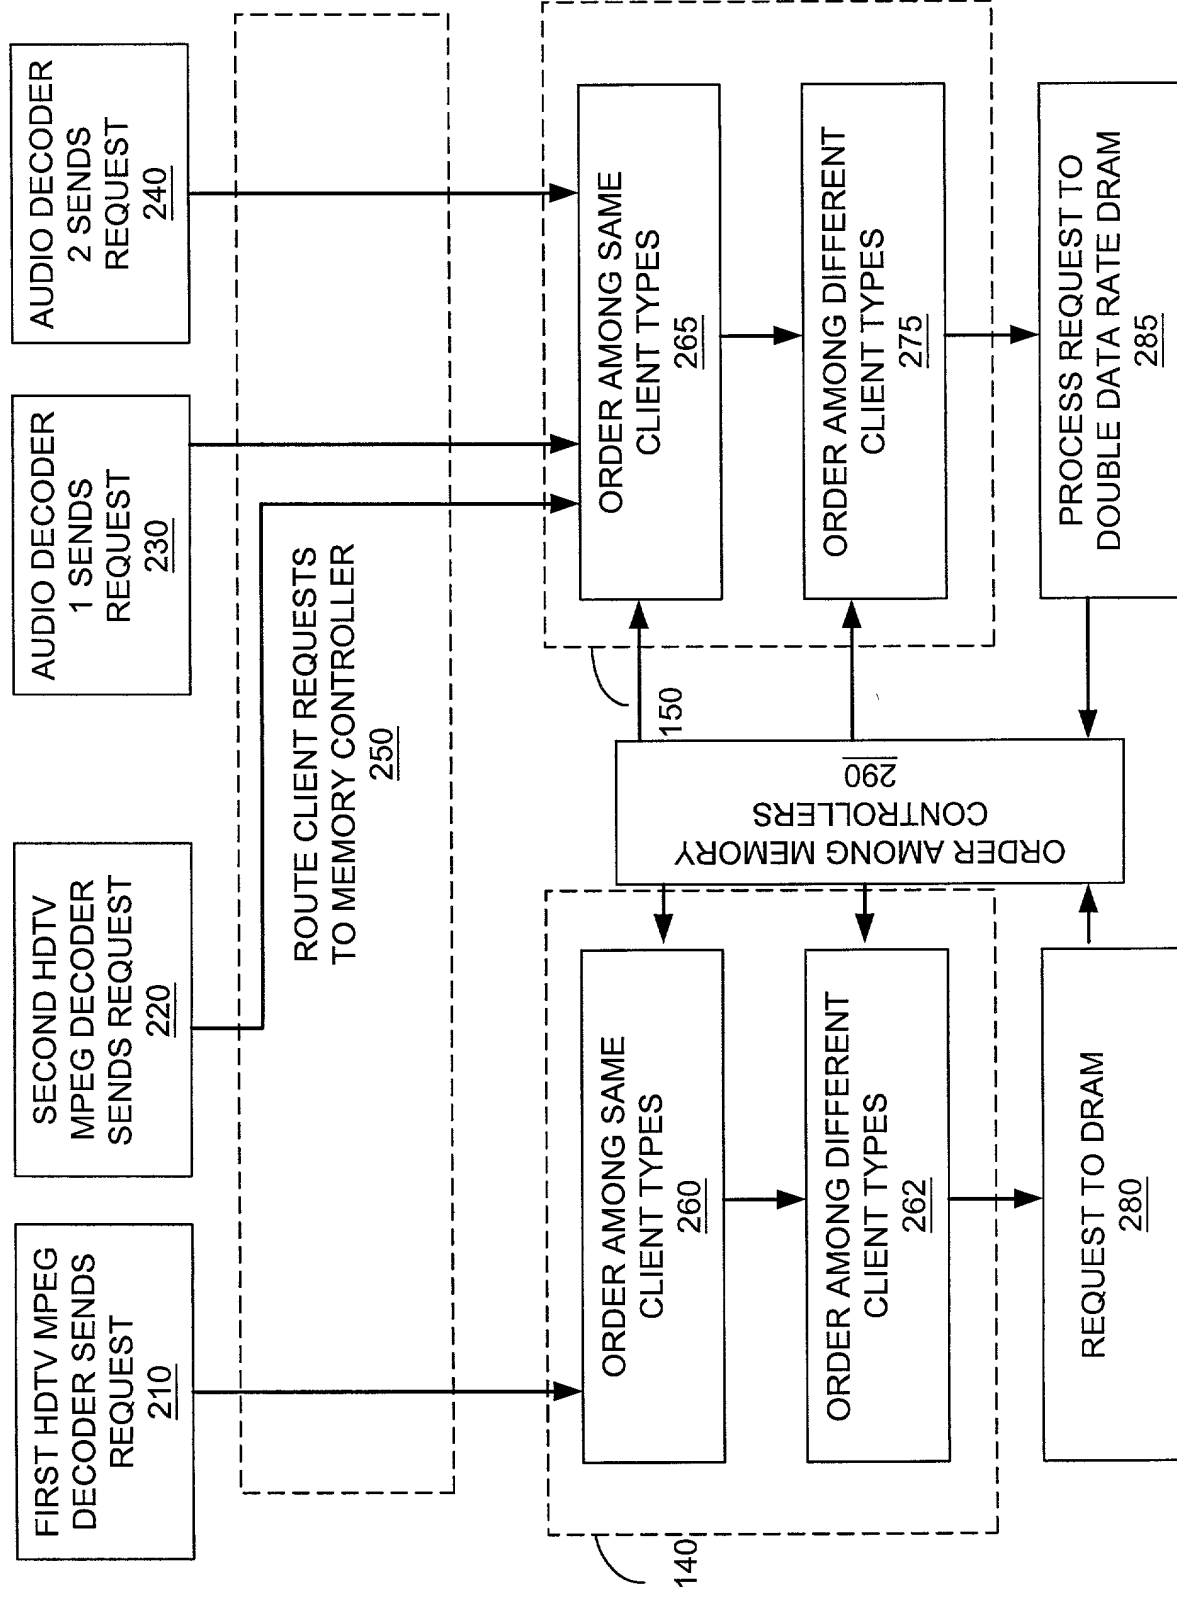 FIRST HDTV MPEG
DECODER SENDS
REQUEST
210
SECOND HDTV
MPEG DECODER
SENDS REQUEST
220
AUDIO DECODER
1 SENDS
REQUEST
230
AUDIO DECODER
2 SENDS
REQUEST
240
ROUTE CLIENT REQUESTS
TO MEMORY CONTROLLER
250
140
ORDER AMONG SAME
CLIENT TYPES
260
ORDER AMONG DIFFERENT
CLIENT TYPES
262
REQUEST TO DRAM
280
ORDER AMONG MEMORY
CONTROLLERS
290
150
ORDER AMONG SAME
CLIENT TYPES
265
ORDER AMONG DIFFERENT
CLIENT TYPES
275
PROCESS REQUEST TO
DOUBLE DATA RATE DRAM
285